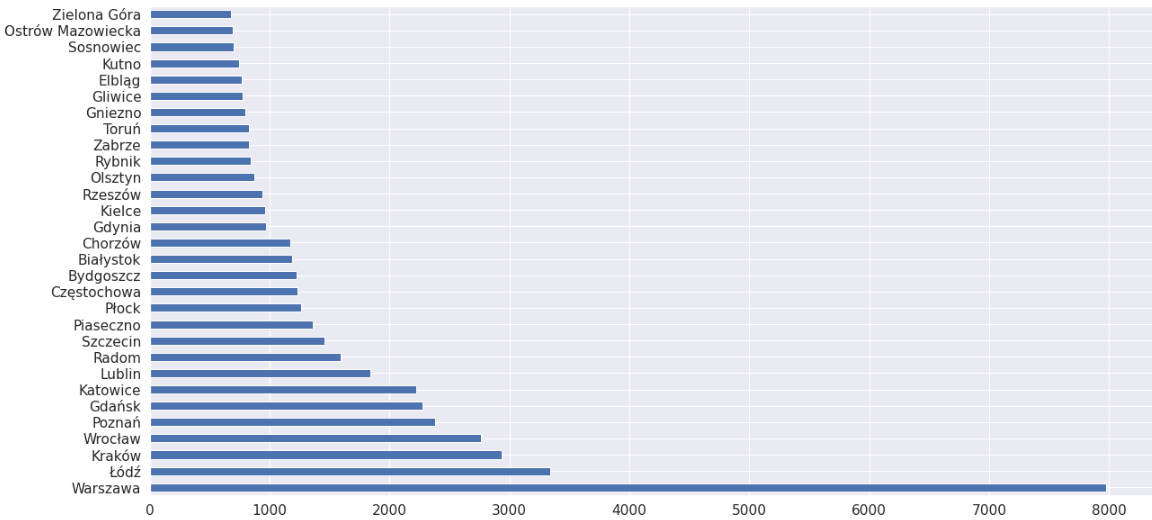 Zielona Góra
Ostrów Mazowiecka
Sosnowiec
Kutno
Elbląg
Gliwice
Gniezno
Toruń
Zabrze
Rybnik
Olsztyn
Rzeszów
Kielce
Gdynia
Chorzów
Białystok
Bydgoszcz
Częstochowa
Płock
Piaseczno
Szczecin
Radom
Lublin
Katowice
Gdańsk
Poznań
Wrocław
Kraków
Łódź
Warszawa
0 1000 2000 3000 4000 5000 6000 7000 8000